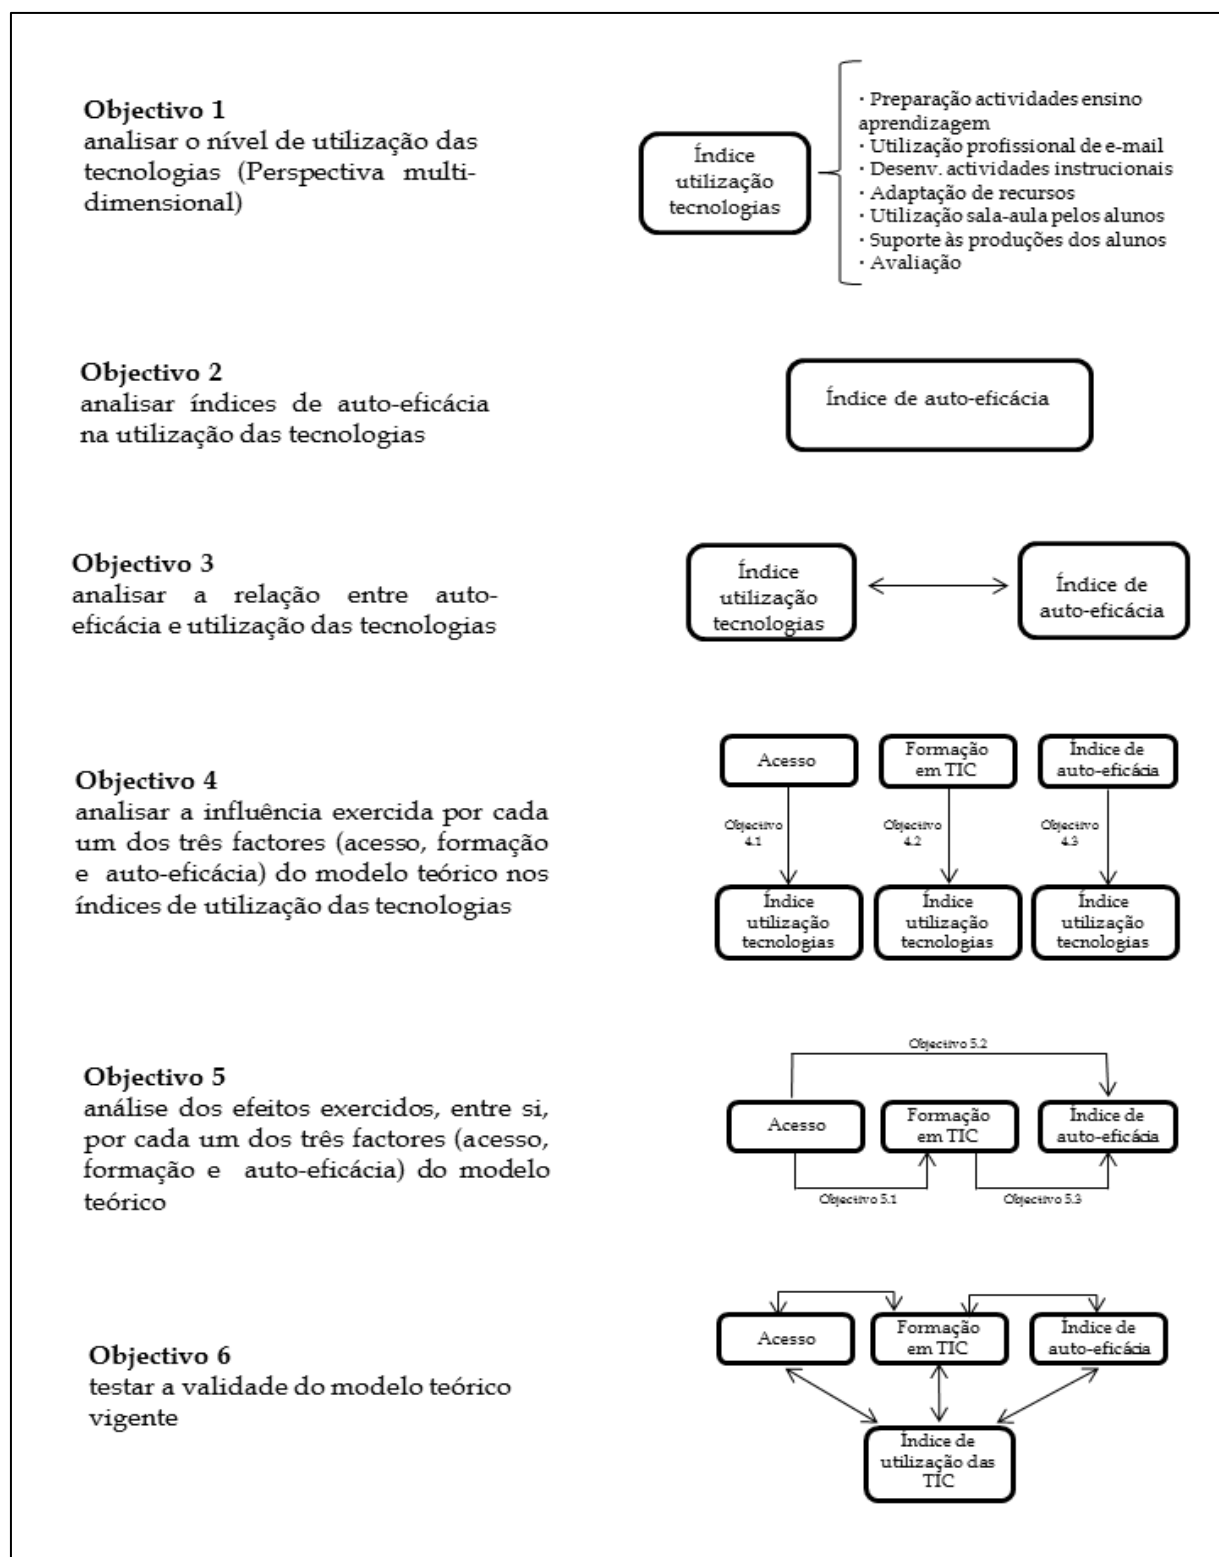 Objectivo 1
analisar o nível de utilização das
tecnologias (Perspectiva multi-
dimensional)
Índice
utilização
tecnologias
· Preparação actividades ensino
aprendizagem
· Utilização profissional de e-mail
· Desenv. actividades instrucionais
· Adaptação de recursos
· Utilização sala-aula pelos alunos
· Suporte às produções dos alunos
· Avaliação
Objectivo 2
analisar índices de auto-eficácia
na utilização das tecnologias
Índice de auto-eficácia
Objectivo 3
analisar a relação entre auto-
eficácia e utilização das tecnologias
Índice
utilização
tecnologias
Índice de
auto-eficácia
Objectivo 4
analisar a influência exercida por cada
um dos três factores (acesso, formação
e auto-eficácia) do modelo teórico nos
índices de utilização das tecnologias
Acesso
Formação
em TIC
Índice de
auto-eficácia
Objectivo
4.1
Objectivo
4.2
Objectivo
4.3
Índice
utilização
tecnologias
Índice
utilização
tecnologias
Índice
utilização
tecnologias
Objectivo 5
análise dos efeitos exercidos, entre si,
por cada um dos três factores (acesso,
formação e auto-eficácia) do modelo
teórico
Objectivo 5.2
Acesso
Formação
em TIC
Índice de
auto-eficácia
Objectivo 5.1
Objectivo 5.3
Objectivo 6
testar a validade do modelo teórico
vigente
Acesso
Formação
em TIC
Índice de
auto-eficácia
Índice de
utilização das
TIC